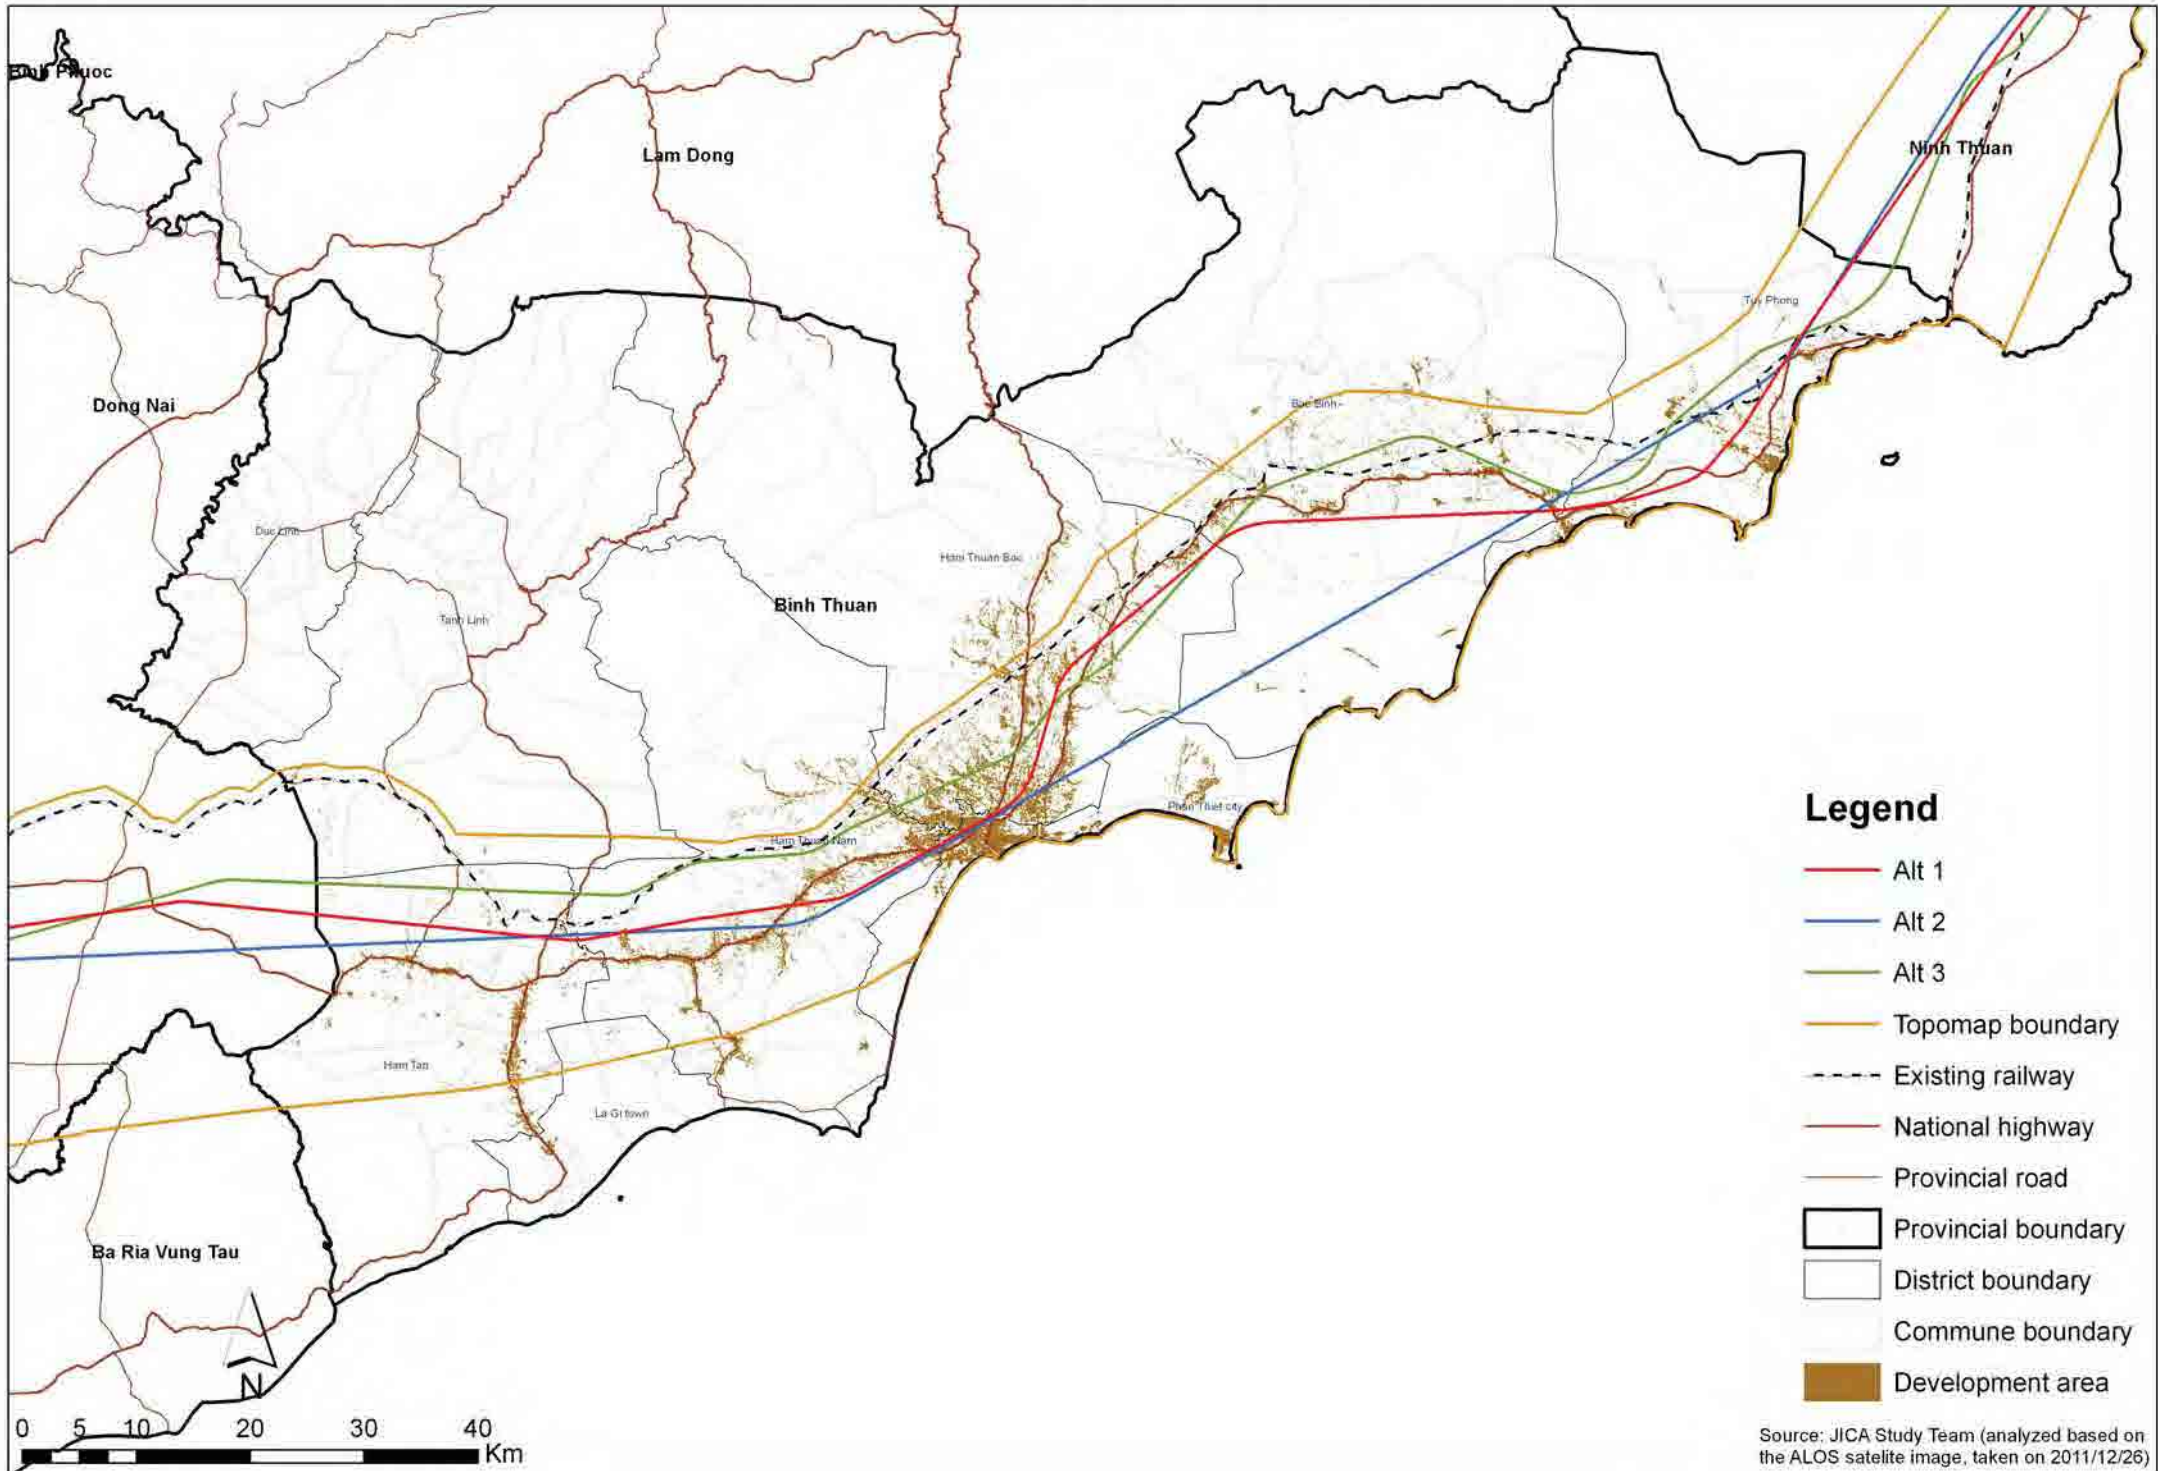 Binh Phuoc
Lam Dong
Ninh Thuan
Tuy Phong
Dong Nai
Bac Binh
Duc Linh
Ham Thuan Bac
Binh Thuan
Tanh Linh
Phan Thiet city
Ham Thuan Nam
Ham Tan
La Gi town
Ba Ria Vung Tau
N
0 5 10 20 30 40
Km
Legend
Alt 1
Alt 2
Alt 3
Topomap boundary
Existing railway
National highway
Provincial road
Provincial boundary
District boundary
Commune boundary
Development area
Source: JICA Study Team (analyzed based on
the ALOS satelite image, taken on 2011/12/26)